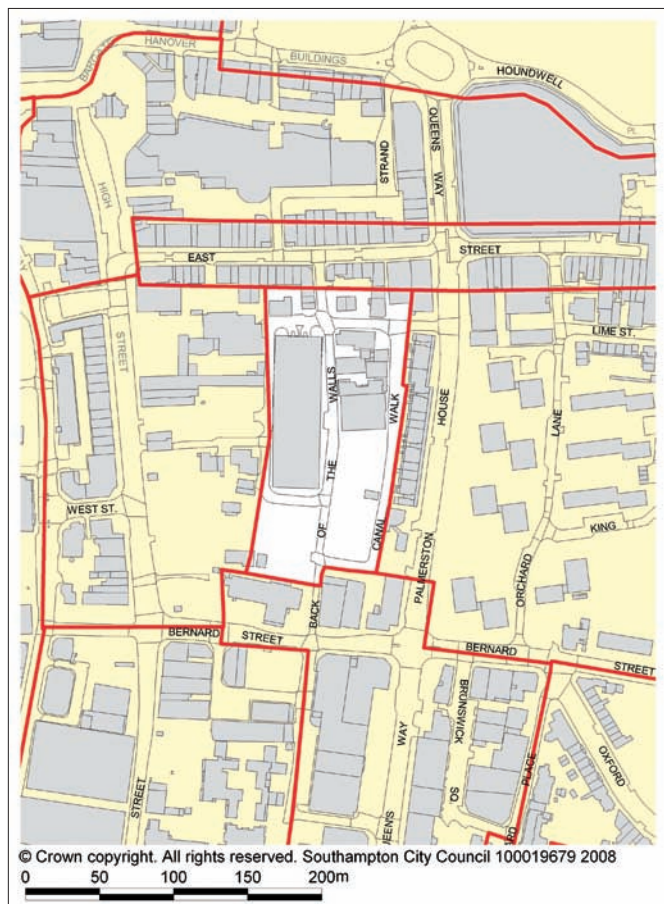 HANOVER
BUILDINGS
BARGATE
HOUNDWELL
PL.
QUEENS
WAY
STRAND
HIGH
EAST
STREET
STREET
LIME ST.
WALLS
WALK
HOUSE
LANE
THE
WEST ST.
OF
CANAL
KING
PALMERSTON
ORCHARD
BACK
BERNARD
STREET
BERNARD
STREET
BRUNSWICK
WAY
OXFORD
PLACE
SQ.
STREET
© Crown copyright. All rights reserved. Southampton City Council 100019679 2008
0 50 100 150 200m